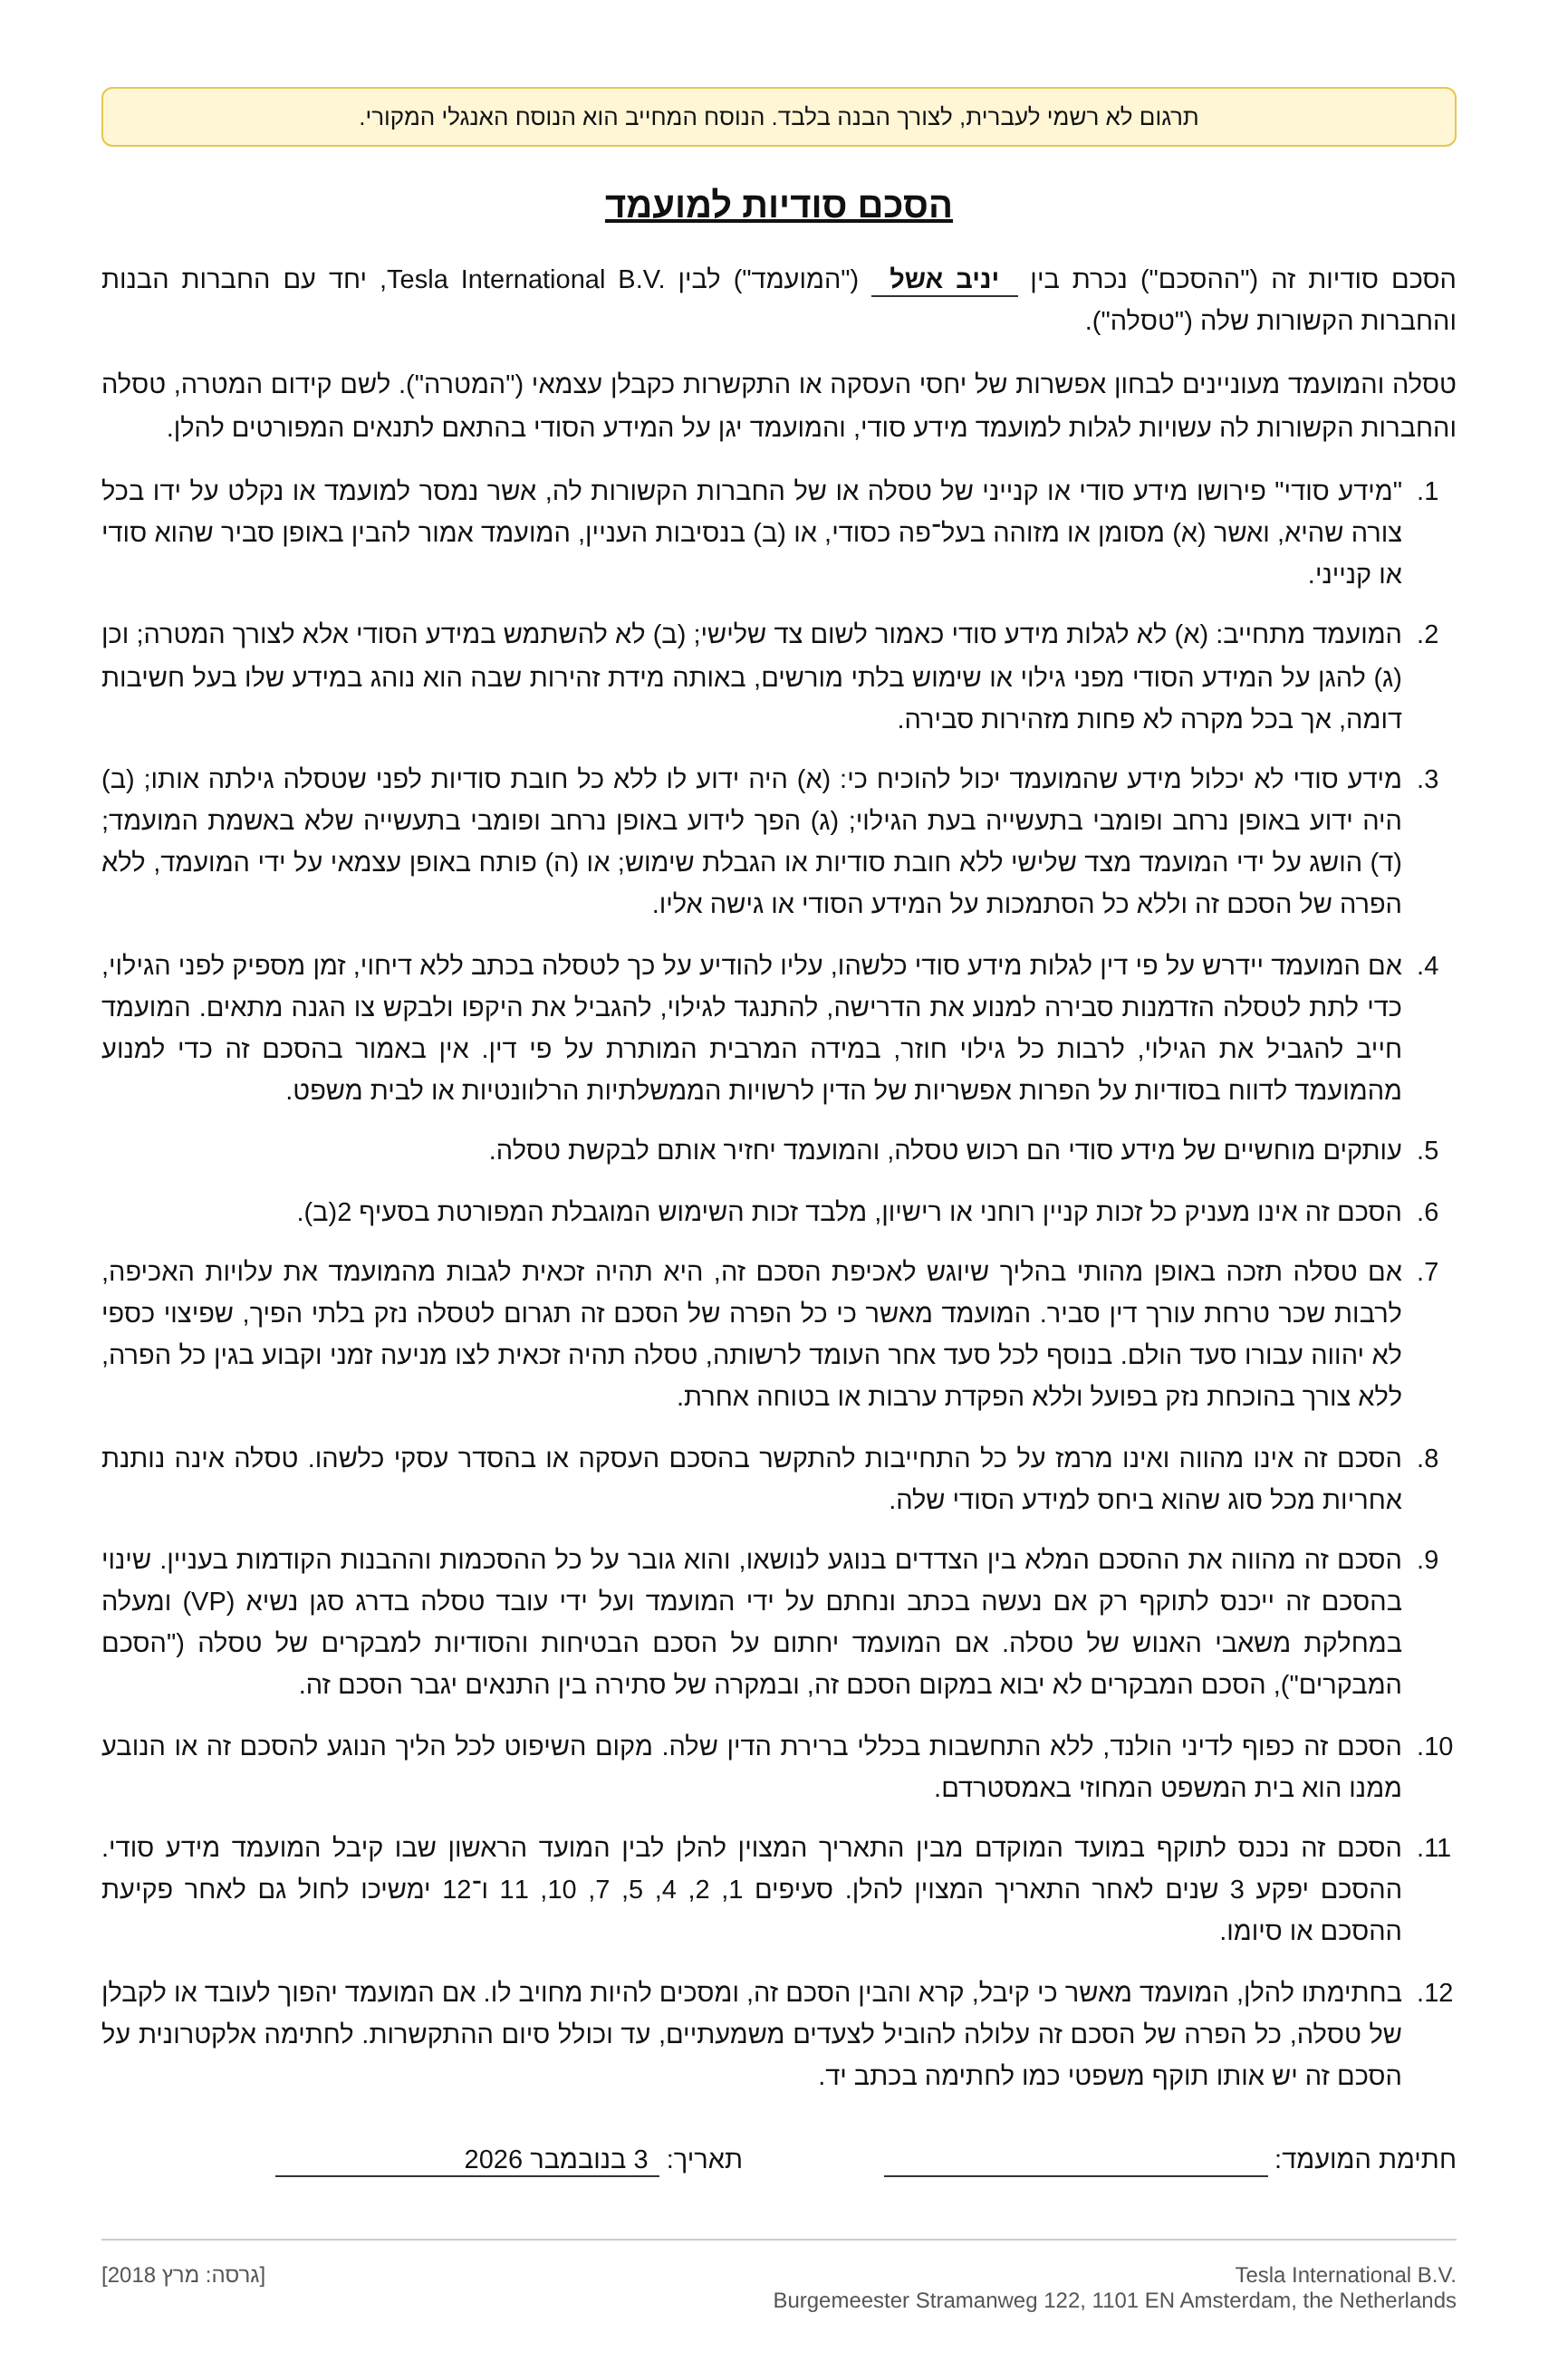 תרגום לא רשמי לעברית, לצורך הבנה בלבד. הנוסח המחייב הוא הנוסח האנגלי המקורי.
הסכם סודיות למועמד
הסכם סודיות זה ("ההסכם") נכרת בין יניב אשל ("המועמד") לבין Tesla International B.V., יחד עם החברות הבנות
והחברות הקשורות שלה ("טסלה").
טסלה והמועמד מעוניינים לבחון אפשרות של יחסי העסקה או התקשרות כקבלן עצמאי ("המטרה"). לשם קידום המטרה, טסלה
והחברות הקשורות לה עשויות לגלות למועמד מידע סודי, והמועמד יגן על המידע הסודי בהתאם לתנאים המפורטים להלן.
1. "מידע סודי" פירושו מידע סודי או קנייני של טסלה או של החברות הקשורות לה, אשר נמסר למועמד או נקלט על ידו בכל
צורה שהיא, ואשר (א) מסומן או מזוהה בעל־פה כסודי, או (ב) בנסיבות העניין, המועמד אמור להבין באופן סביר שהוא סודי
או קנייני.
2. המועמד מתחייב: (א) לא לגלות מידע סודי כאמור לשום צד שלישי; (ב) לא להשתמש במידע הסודי אלא לצורך המטרה; וכן
(ג) להגן על המידע הסודי מפני גילוי או שימוש בלתי מורשים, באותה מידת זהירות שבה הוא נוהג במידע שלו בעל חשיבות
דומה, אך בכל מקרה לא פחות מזהירות סבירה.
3. מידע סודי לא יכלול מידע שהמועמד יכול להוכיח כי: (א) היה ידוע לו ללא כל חובת סודיות לפני שטסלה גילתה אותו; (ב)
היה ידוע באופן נרחב ופומבי בתעשייה בעת הגילוי; (ג) הפך לידוע באופן נרחב ופומבי בתעשייה שלא באשמת המועמד;
(ד) הושג על ידי המועמד מצד שלישי ללא חובת סודיות או הגבלת שימוש; או (ה) פותח באופן עצמאי על ידי המועמד, ללא
הפרה של הסכם זה וללא כל הסתמכות על המידע הסודי או גישה אליו.
4. אם המועמד יידרש על פי דין לגלות מידע סודי כלשהו, עליו להודיע על כך לטסלה בכתב ללא דיחוי, זמן מספיק לפני הגילוי,
כדי לתת לטסלה הזדמנות סבירה למנוע את הדרישה, להתנגד לגילוי, להגביל את היקפו ולבקש צו הגנה מתאים. המועמד
חייב להגביל את הגילוי, לרבות כל גילוי חוזר, במידה המרבית המותרת על פי דין. אין באמור בהסכם זה כדי למנוע
מהמועמד לדווח בסודיות על הפרות אפשריות של הדין לרשויות הממשלתיות הרלוונטיות או לבית משפט.
5. עותקים מוחשיים של מידע סודי הם רכוש טסלה, והמועמד יחזיר אותם לבקשת טסלה.
6. הסכם זה אינו מעניק כל זכות קניין רוחני או רישיון, מלבד זכות השימוש המוגבלת המפורטת בסעיף 2(ב).
7. אם טסלה תזכה באופן מהותי בהליך שיוגש לאכיפת הסכם זה, היא תהיה זכאית לגבות מהמועמד את עלויות האכיפה,
לרבות שכר טרחת עורך דין סביר. המועמד מאשר כי כל הפרה של הסכם זה תגרום לטסלה נזק בלתי הפיך, שפיצוי כספי
לא יהווה עבורו סעד הולם. בנוסף לכל סעד אחר העומד לרשותה, טסלה תהיה זכאית לצו מניעה זמני וקבוע בגין כל הפרה,
ללא צורך בהוכחת נזק בפועל וללא הפקדת ערבות או בטוחה אחרת.
8. הסכם זה אינו מהווה ואינו מרמז על כל התחייבות להתקשר בהסכם העסקה או בהסדר עסקי כלשהו. טסלה אינה נותנת
אחריות מכל סוג שהוא ביחס למידע הסודי שלה.
9. הסכם זה מהווה את ההסכם המלא בין הצדדים בנוגע לנושאו, והוא גובר על כל ההסכמות וההבנות הקודמות בעניין. שינוי
בהסכם זה ייכנס לתוקף רק אם נעשה בכתב ונחתם על ידי המועמד ועל ידי עובד טסלה בדרג סגן נשיא (VP) ומעלה
במחלקת משאבי האנוש של טסלה. אם המועמד יחתום על הסכם הבטיחות והסודיות למבקרים של טסלה ("הסכם
המבקרים"), הסכם המבקרים לא יבוא במקום הסכם זה, ובמקרה של סתירה בין התנאים יגבר הסכם זה.
10. הסכם זה כפוף לדיני הולנד, ללא התחשבות בכללי ברירת הדין שלה. מקום השיפוט לכל הליך הנוגע להסכם זה או הנובע
ממנו הוא בית המשפט המחוזי באמסטרדם.
11. הסכם זה נכנס לתוקף במועד המוקדם מבין התאריך המצוין להלן לבין המועד הראשון שבו קיבל המועמד מידע סודי.
ההסכם יפקע 3 שנים לאחר התאריך המצוין להלן. סעיפים 1, 2, 4, 5, 7, 10, 11 ו־12 ימשיכו לחול גם לאחר פקיעת
ההסכם או סיומו.
12. בחתימתו להלן, המועמד מאשר כי קיבל, קרא והבין הסכם זה, ומסכים להיות מחויב לו. אם המועמד יהפוך לעובד או לקבלן
של טסלה, כל הפרה של הסכם זה עלולה להוביל לצעדים משמעתיים, עד וכולל סיום ההתקשרות. לחתימה אלקטרונית על
הסכם זה יש אותו תוקף משפטי כמו לחתימה בכתב יד.
חתימת המועמד: תאריך: 3 בנובמבר 2026
Tesla International B.V. [גרסה: מרץ 2018]
Burgemeester Stramanweg 122, 1101 EN Amsterdam, the Netherlands